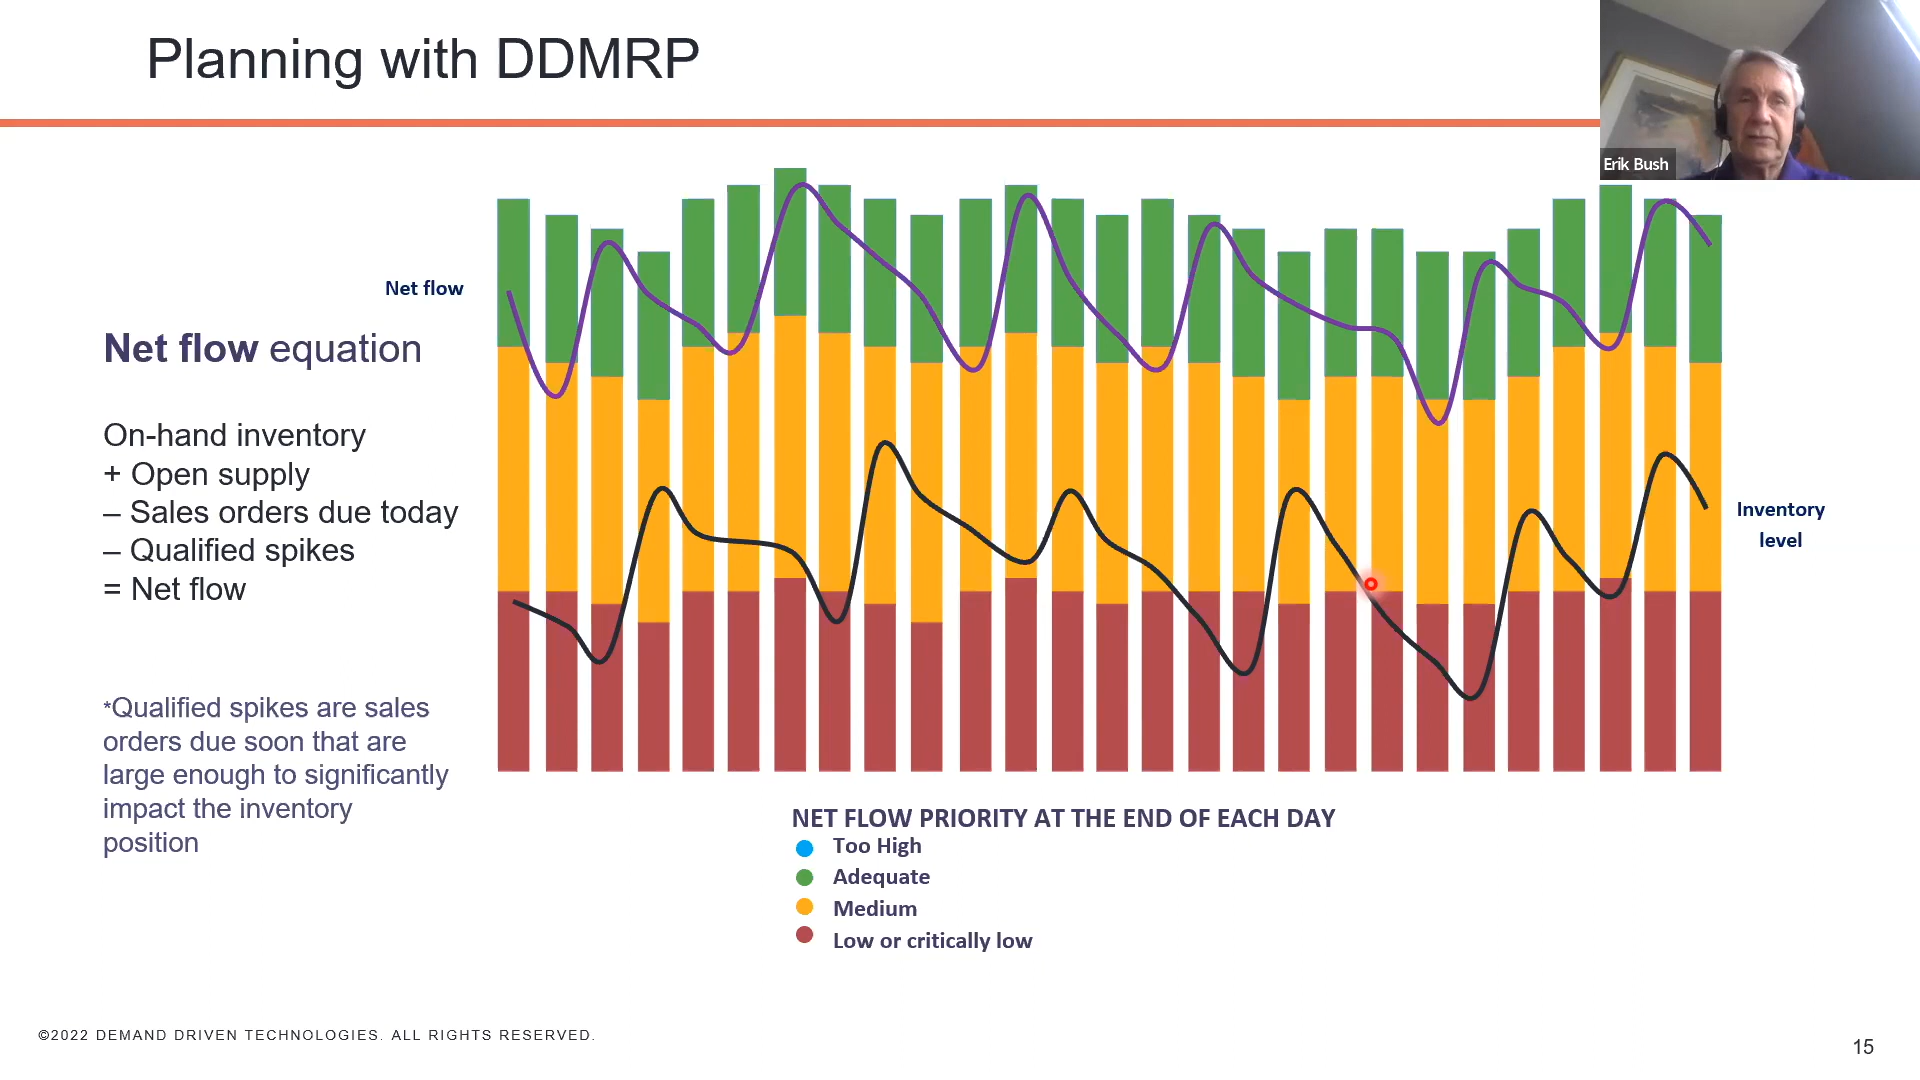 Planning with DDMRP
Erik Bush
Net flow
Net flow equation
On-hand inventory
+ Open supply
– Sales orders due today
– Qualified spikes
= Net flow
*Qualified spikes are sales
orders due soon that are
large enough to significantly
impact the inventory
position
Inventory
level
NET FLOW PRIORITY AT THE END OF EACH DAY
Too High
Adequate
Medium
Low or critically low
©2022 DEMAND DRIVEN TECHNOLOGIES. ALL RIGHTS RESERVED.
15